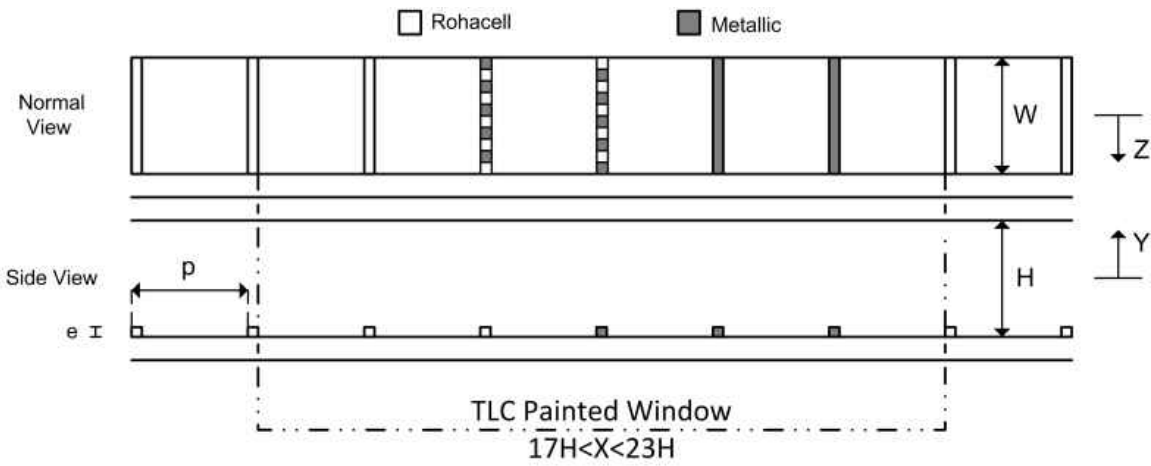 Rohacell
Metallic
Normal
View
W
Z
Y
H
p
Side View
e
TLC Painted Window
17H<X<23H